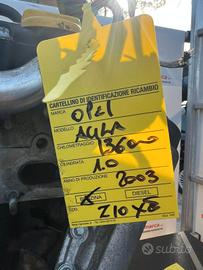 CARTELLINO DI IDENTIFICAZIONE RICAMBIO
MARCA OPEL
MODELLO AGILA
CHILOMETRAGGIO 136000
CILINDRATA 1.0
ANNO DI PRODUZIONE 2003
DIESEL
Z10XE
Subito